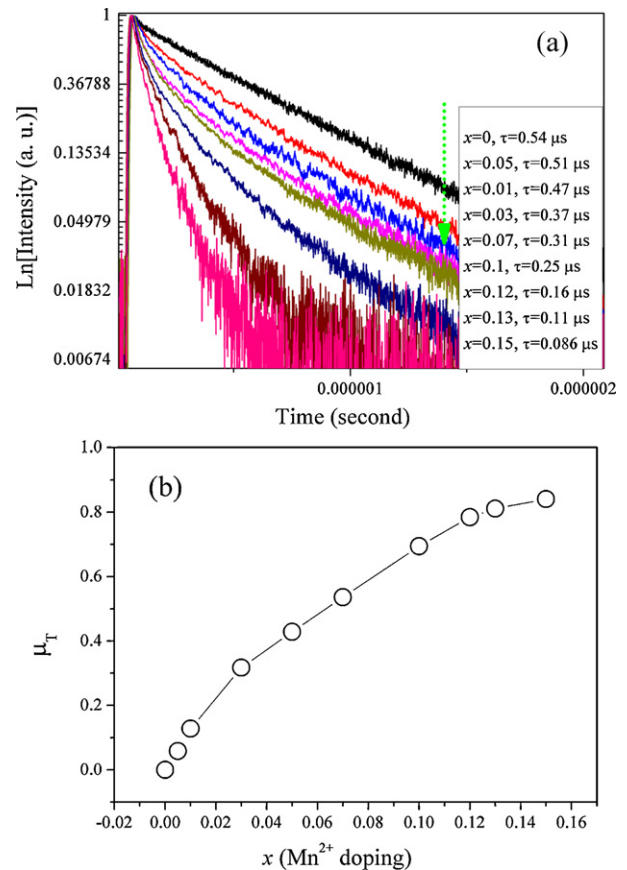 (a)
1
0.36788
0.13534
0.04979
0.01832
0.00674
Ln[Intensity (a. u.)]
x=0, τ=0.54 μs
x=0.05, τ=0.51 μs
x=0.01, τ=0.47 μs
x=0.03, τ=0.37 μs
x=0.07, τ=0.31 μs
x=0.1, τ=0.25 μs
x=0.12, τ=0.16 μs
x=0.13, τ=0.11 μs
x=0.15, τ=0.086 μs
0.000001
0.000002
Time (second)
(b)
1.0
0.8
0.6
0.4
0.2
0.0
μT
-0.02 0.00 0.02 0.04 0.06 0.08 0.10 0.12 0.14 0.16
x (Mn2+ doping)